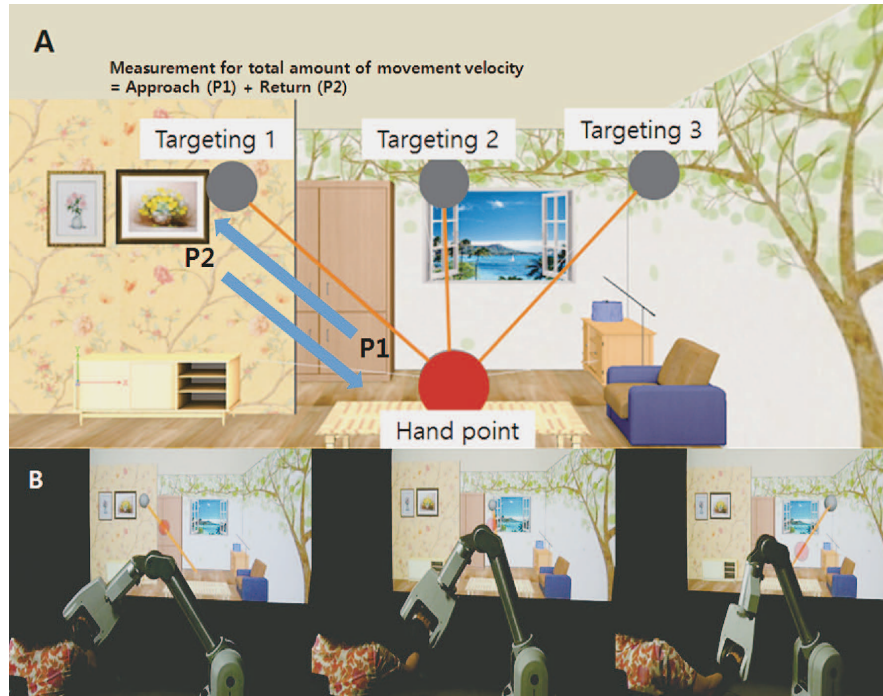 A
Measurement for total amount of movement velocity
= Approach (P1) + Return (P2)
Targeting 1
Targeting 2
Targeting 3
P2
P1
Y
X
Hand point
B